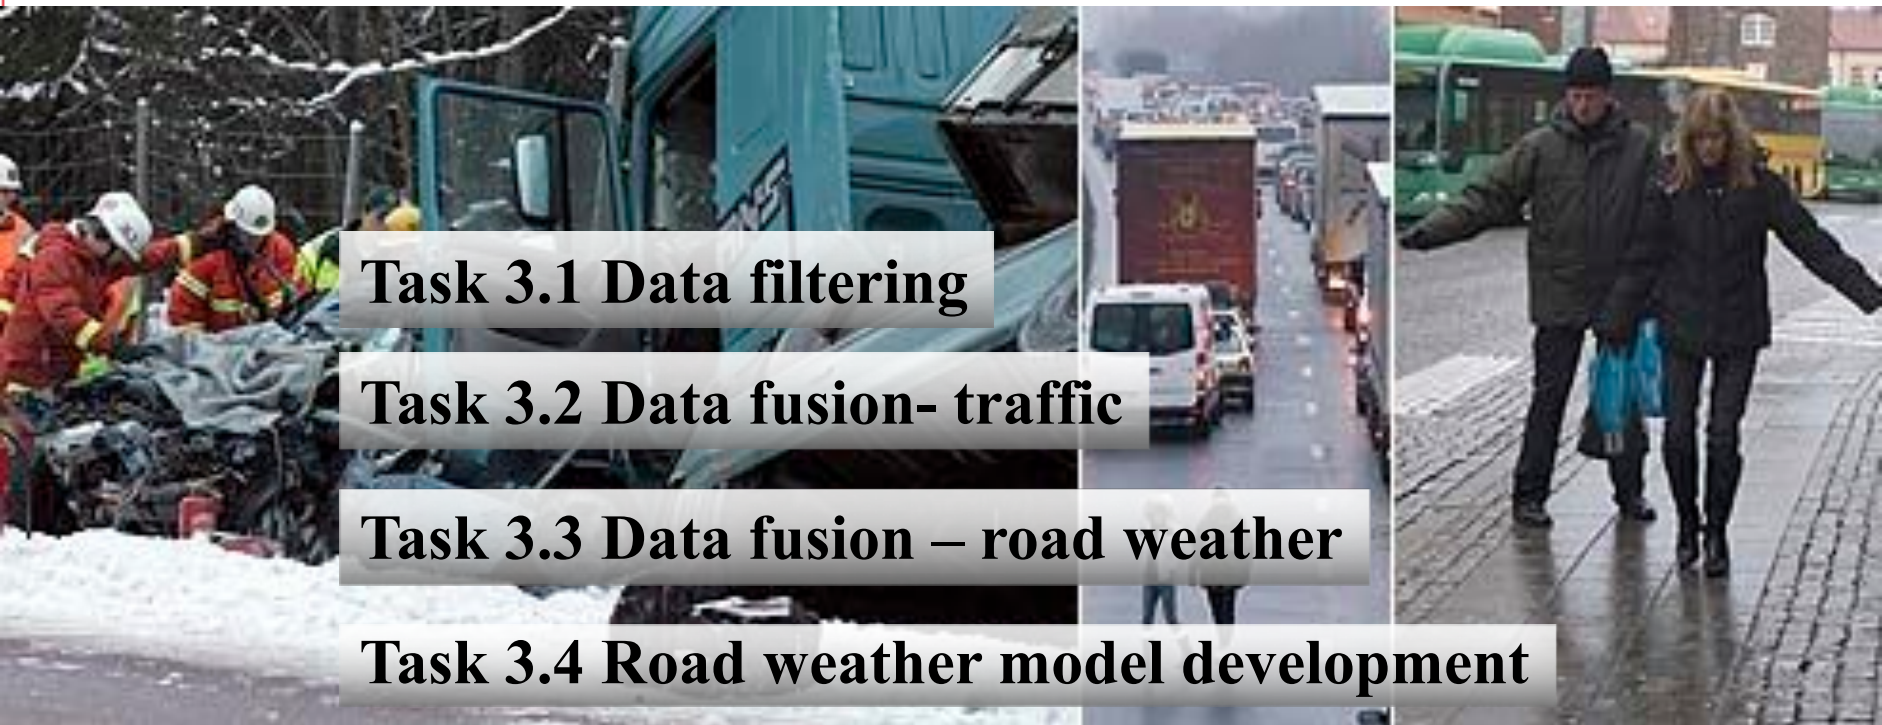 Task 3.1 Data filtering
Task 3.2 Data fusion- traffic
Task 3.3 Data fusion – road weather
Task 3.4 Road weather model development